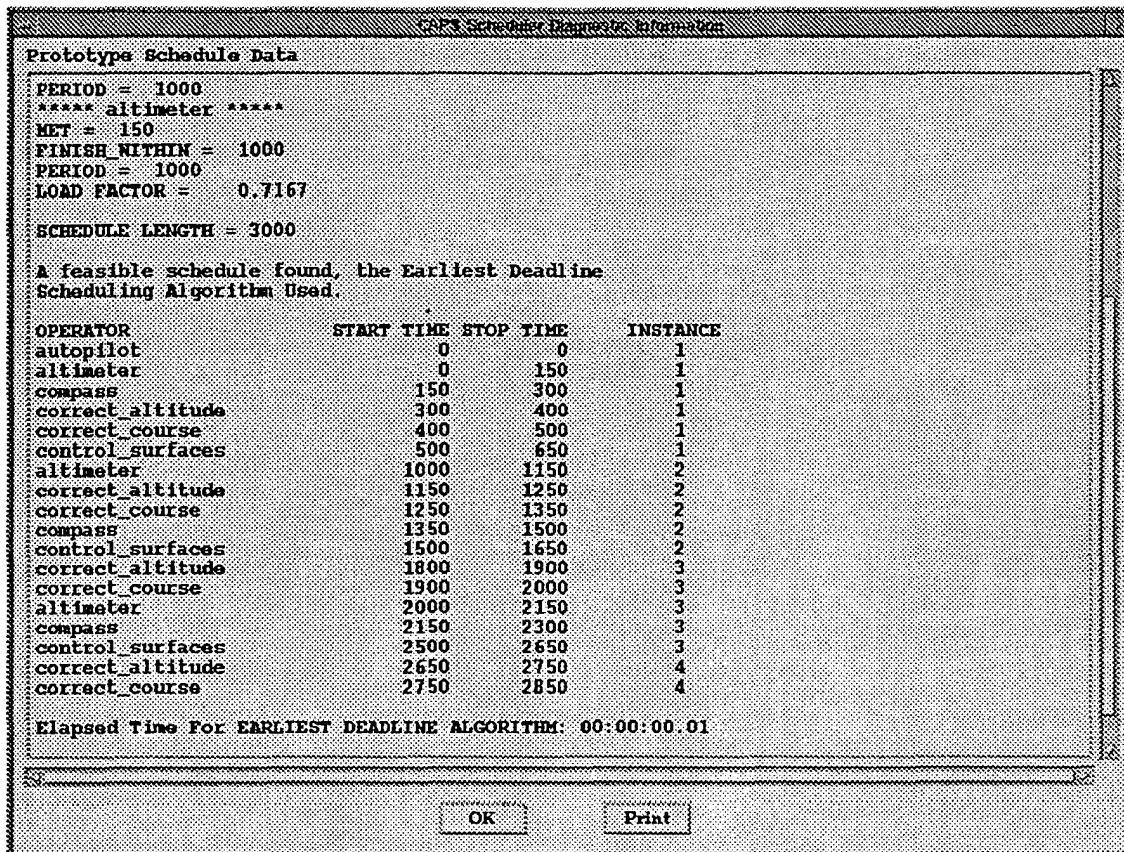 CAPS Scheduler Diagnostic Information
Prototype Schedule Data
PERIOD = 1000
***** altimeter *****
MET = 150
FINISH_WITHIN = 1000
PERIOD = 1000
LOAD FACTOR = 0.7167
SCHEDULE LENGTH = 3000
A feasible schedule found, the Earliest Deadline
Scheduling Algorithm Used.
OPERATOR START TIME STOP TIME INSTANCE
autopilot 0 0 1
altimeter 0 150 1
compass 150 300 1
correct_altitude 300 400 1
correct_course 400 500 1
control_surfaces 500 650 1
altimeter 1000 1150 2
correct_altitude 1150 1250 2
correct_course 1250 1350 2
compass 1350 1500 2
control_surfaces 1500 1650 2
correct_altitude 1800 1900 3
correct_course 1900 2000 3
altimeter 2000 2150 3
compass 2150 2300 3
control_surfaces 2500 2650 3
correct_altitude 2650 2750 4
correct_course 2750 2850 4
Elapsed Time For EARLIEST DEADLINE ALGORITHM: 00:00:00.01
OK Print